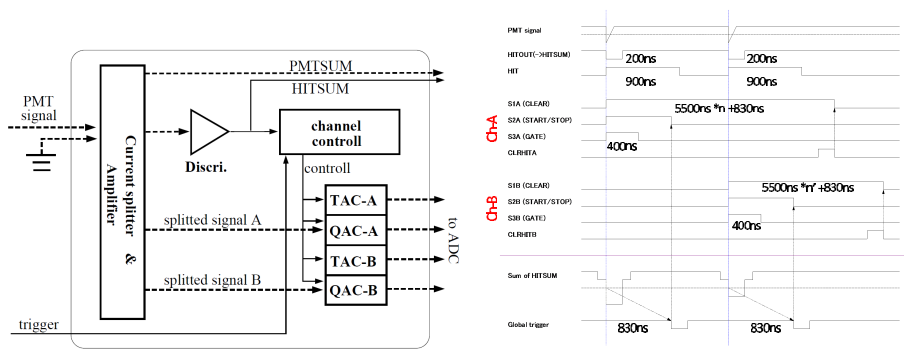 PMTSUM
HITSUM
PMT
signal
Current splitter
&
Amplifier
Discri.
channel
controll
controll
TAC-A
splitted signal A
QAC-A
TAC-B
splitted signal B
QAC-B
to ADC
trigger
PMT signal
HITOUT(->HITSUM)
200ns
200ns
HIT
900ns
900ns
Ch-A
S1A (CLEAR)
5500ns *n +830ns
S2A (START/STOP)
S3A (GATE)
400ns
CLRHITA
Ch-B
S1B (CLEAR)
5500ns *n' +830ns
S2B (START/STOP)
S3B (GATE)
400ns
CLRHITB
Sum of HITSUM
Global trigger
830ns
830ns